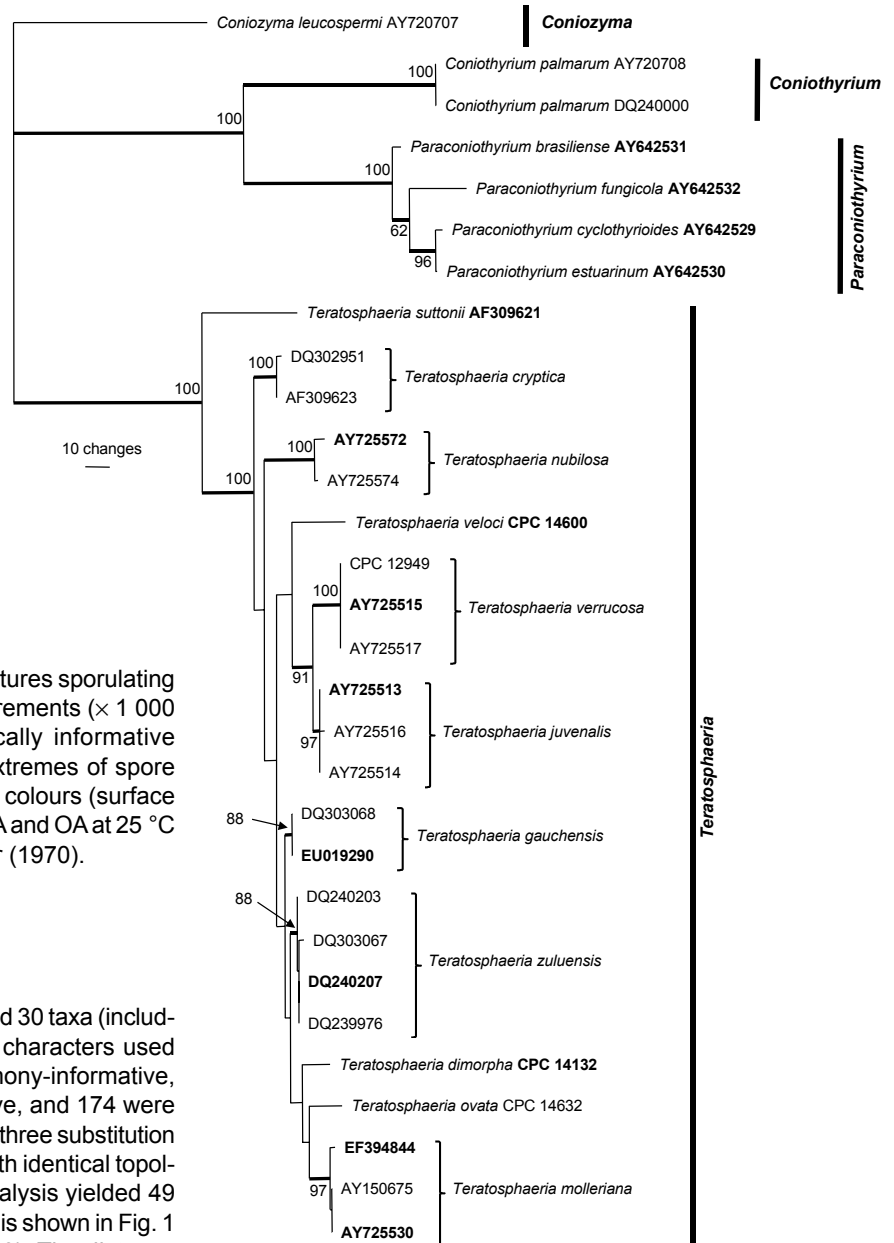 Coniozyma leucospermi AY720707
Coniozyma
100
Coniothyrium palmarum AY720708
Coniothyrium
Coniothyrium palmarum DQ240000
100
100
Paraconiothyrium brasiliense AY642531
Paraconiothyrium fungicola AY642532
62
Paraconiothyrium cyclothyrioides AY642529
96
Paraconiothyrium estuarinum AY642530
Paraconiothyrium
Teratosphaeria suttonii AF309621
100
100
DQ302951
AF309623
Teratosphaeria cryptica
10 changes
100
100
AY725572
AY725574
Teratosphaeria nubilosa
Teratosphaeria veloci CPC 14600
100
CPC 12949
AY725515
AY725517
Teratosphaeria verrucosa
91
97
AY725513
AY725516
AY725514
Teratosphaeria juvenalis
88
DQ303068
EU019290
Teratosphaeria gauchensis
88
DQ240203
DQ303067
DQ240207
DQ239976
Teratosphaeria zuluensis
Teratosphaeria dimorpha CPC 14132
Teratosphaeria ovata CPC 14632
97
EF394844
AY150675
AY725530
Teratosphaeria molleriana
Teratosphaeria
tures sporulating
rements (× 1 000
cally informative
xtremes of spore
colours (surface
A and OA at 25 °C
r (1970).
d 30 taxa (includ-
characters used
nony-informative,
ve, and 174 were
three substitution
th identical topol-
alysis yielded 49
is shown in Fig. 1